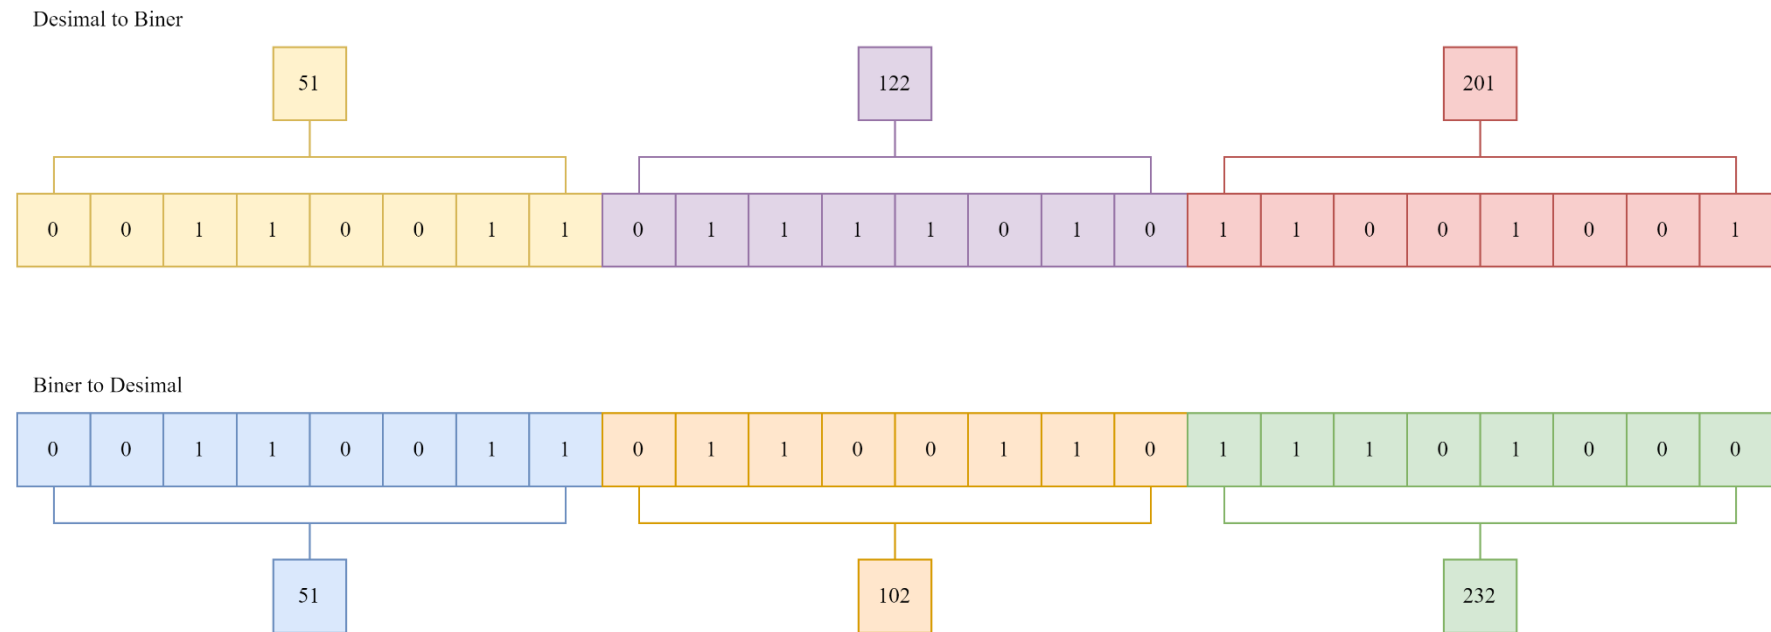 Desimal to Biner
51 122 201
0 0 1 1 0 0 1 1 0 1 1 1 1 0 1 0 1 1 0 0 1 0 0 1
Biner to Desimal
0 0 1 1 0 0 1 1 0 1 1 0 0 1 1 0 1 1 1 0 1 0 0 0
51 102 232